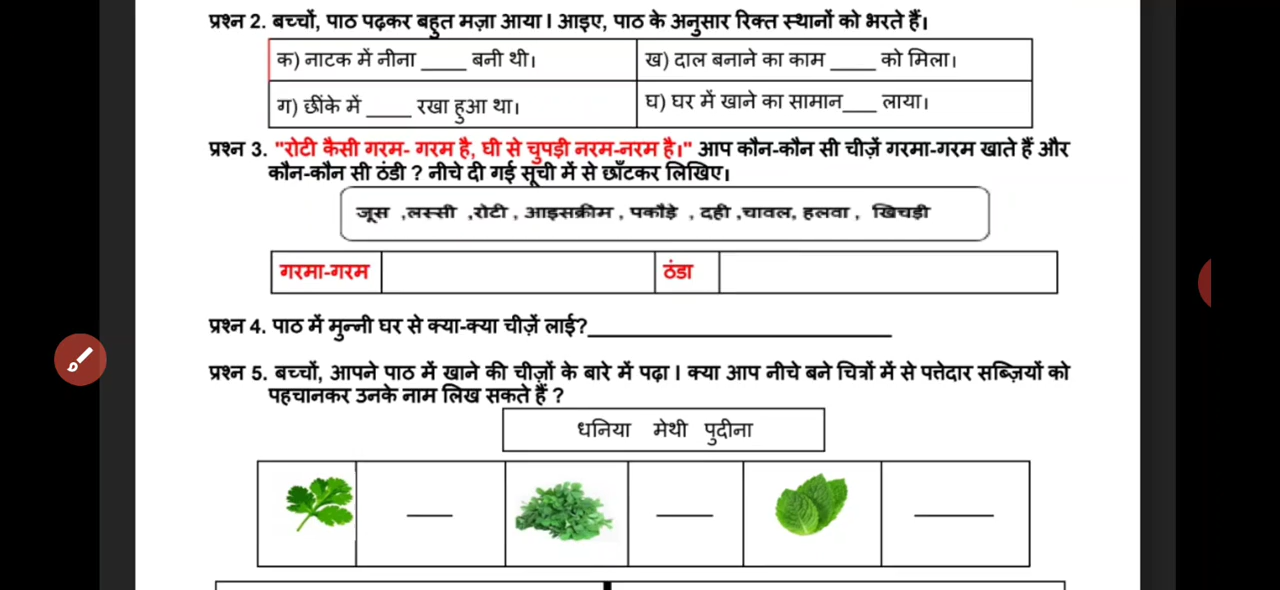 प्रश्न 2. बच्चों, पाठ पढ़कर बहुत मज़ा आया। आइए, पाठ के अनुसार रिक्त स्थानों को भरते हैं।
क) नाटक में नीना ____ बनी थी।
ख) दाल बनाने का काम ____ को मिला।
ग) छींके में ____ रखा हुआ था।
घ) घर में खाने का सामान___ लाया।
प्रश्न 3. "रोटी कैसी गरम- गरम है, घी से चुपड़ी नरम-नरम है।" आप कौन-कौन सी चीज़ें गरमा-गरम खाते हैं और
कौन-कौन सी ठंडी ? नीचे दी गई सूची में से छाँटकर लिखिए।
जूस ,लस्सी ,रोटी , आइसक्रीम , पकौड़े , दही ,चावल, हलवा , खिचड़ी
गरमा-गरम
ठंडा
प्रश्न 4. पाठ में मुन्नी घर से क्या-क्या चीज़ें लाई?____________________
प्रश्न 5. बच्चों, आपने पाठ में खाने की चीज़ों के बारे में पढ़ा । क्या आप नीचे बने चित्रों में से पत्तेदार सब्ज़ियों को
पहचानकर उनके नाम लिख सकते हैं ?
धनिया मेथी पुदीना